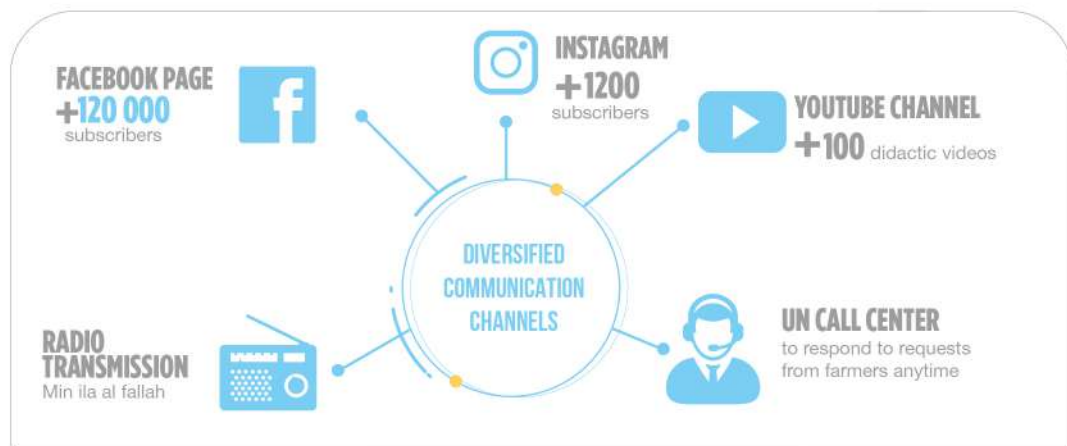 FACEBOOK PAGE
+120 000
subscribers
INSTAGRAM
+1200
subscribers
YOUTUBE CHANNEL
+100 didactic videos
DIVERSIFIED
COMMUNICATION
CHANNELS
RADIO
TRANSMISSION
Min ila al fallah
UN CALL CENTER
to respond to requests
from farmers anytime